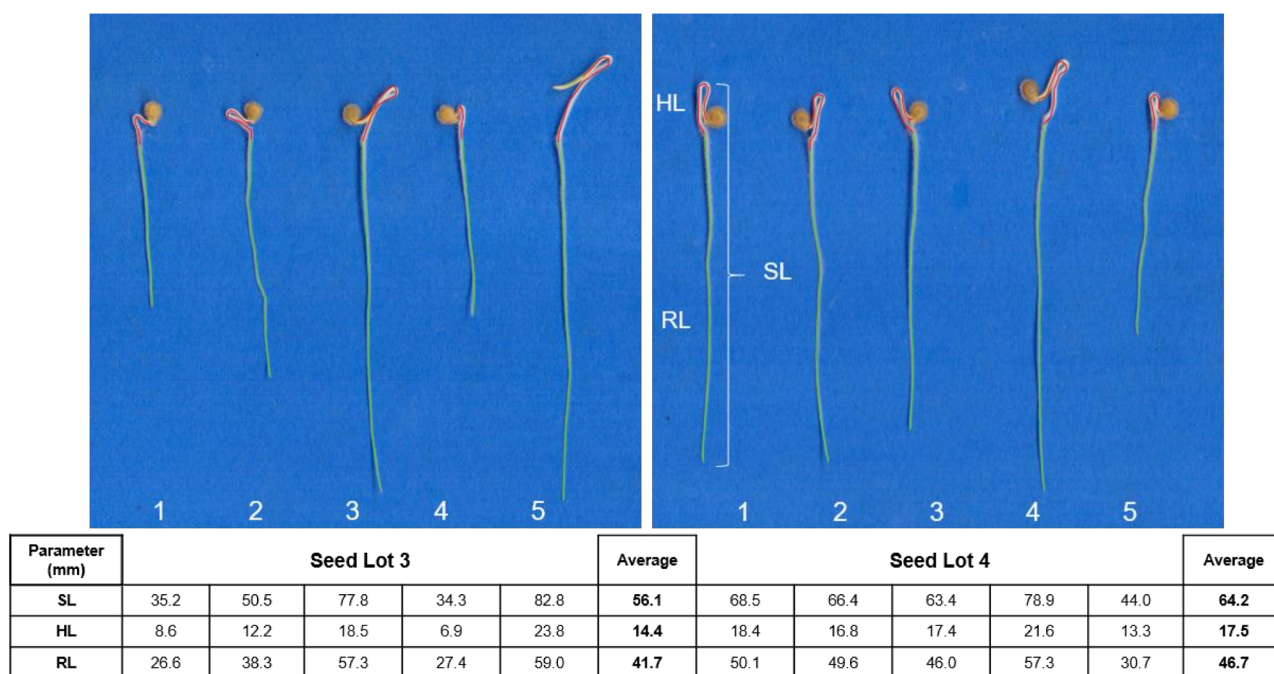 HL
SL
RL
1 2 3 4 5
1 2 3 4 5
Parameter (mm) Seed Lot 3 Average Seed Lot 4 Average
SL 35.2 50.5 77.8 34.3 82.8 56.1 68.5 66.4 63.4 78.9 44.0 64.2
HL 8.6 12.2 18.5 6.9 23.8 14.4 18.4 16.8 17.4 21.6 13.3 17.5
RL 26.6 38.3 57.3 27.4 59.0 41.7 50.1 49.6 46.0 57.3 30.7 46.7